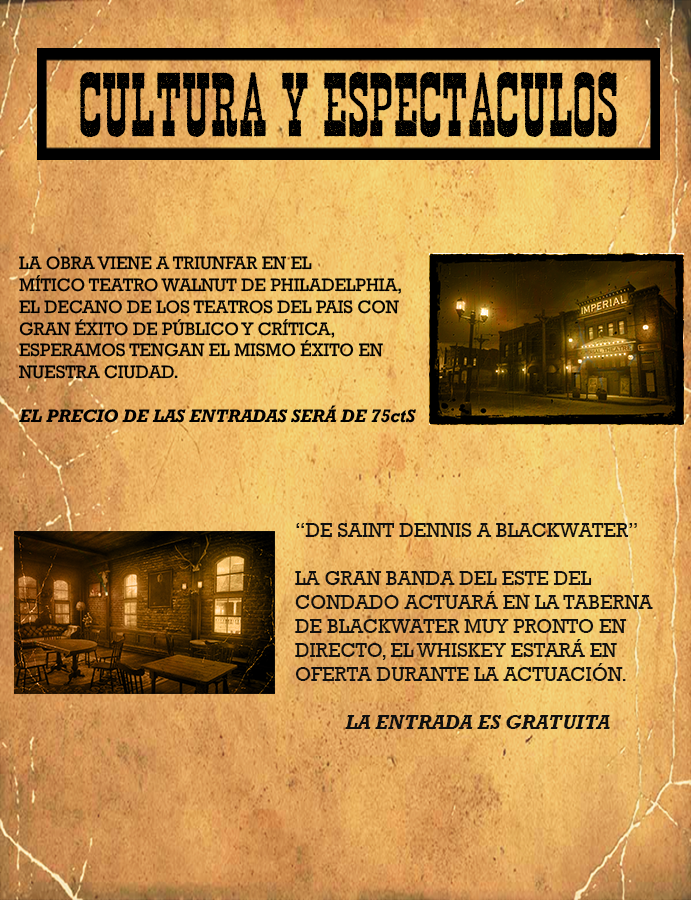 CULTURA Y ESPECTACULOS
LA OBRA VIENE A TRIUNFAR EN EL
MÍTICO TEATRO WALNUT DE PHILADELPHIA,
EL DECANO DE LOS TEATROS DEL PAIS CON
GRAN ÉXITO DE PÚBLICO Y CRÍTICA,
ESPERAMOS TENGAN EL MISMO ÉXITO EN
NUESTRA CIUDAD.
EL PRECIO DE LAS ENTRADAS SERÁ DE 75ctS
IMPERIAL
THEATRE
“DE SAINT DENNIS A BLACKWATER”
LA GRAN BANDA DEL ESTE DEL
CONDADO ACTUARÁ EN LA TABERNA
DE BLACKWATER MUY PRONTO EN
DIRECTO, EL WHISKEY ESTARÁ EN
OFERTA DURANTE LA ACTUACIÓN.
LA ENTRADA ES GRATUITA